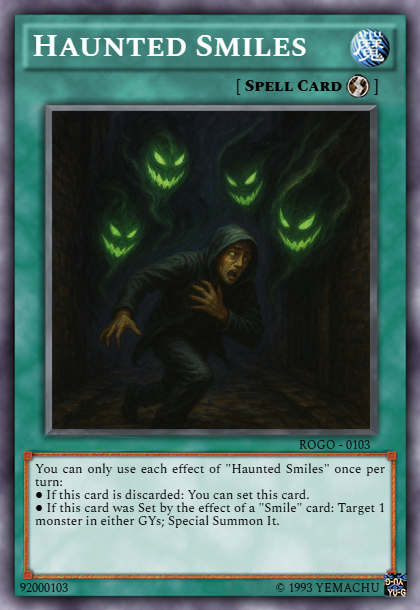 Haunted Smiles
魔
[ Spell Card ]
ROGO - 0103
You can only use each effect of "Haunted Smiles" once per
turn:
● If this card is discarded: You can set this card.
● If this card was Set by the effect of a "Smile" card: Target 1
monster in either GYs; Special Summon It.
92000103
© 1993 YEMACHU